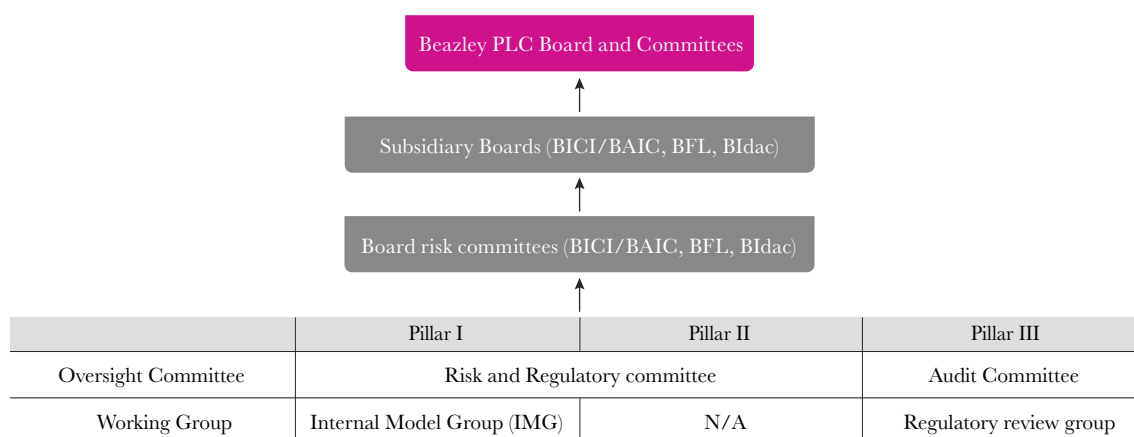 Beazley PLC Board and Committees
Subsidiary Boards (BICI/BAIC, BFL, BIdac)
Board risk committees (BICI/BAIC, BFL, BIdac)
Pillar I Pillar II Pillar III
Oversight Committee Risk and Regulatory committee Audit Committee
Working Group Internal Model Group (IMG) N/A Regulatory review group